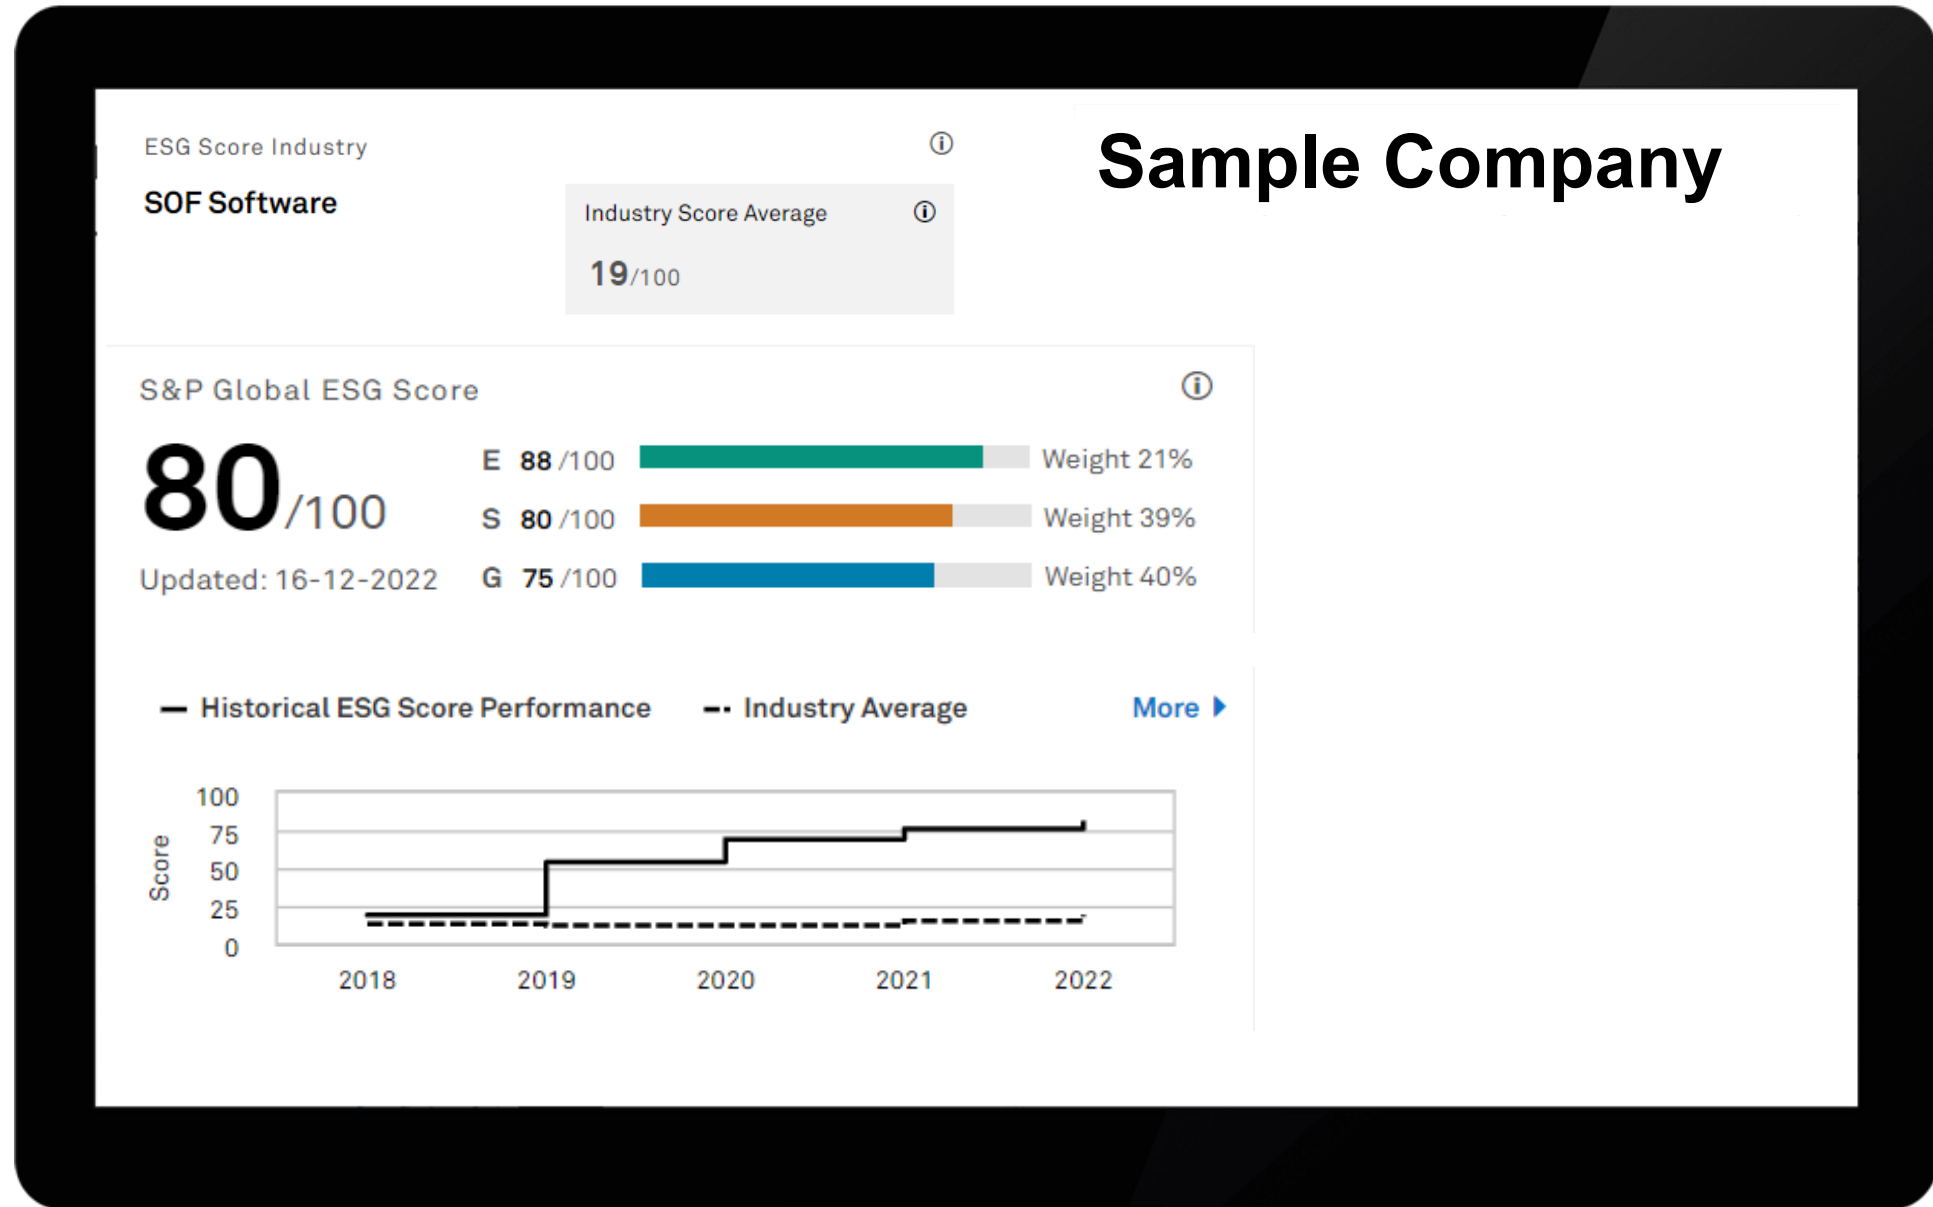 Sample Company
ESG Score Industry
SOF Software
Industry Score Average
19/100
S&P Global ESG Score
80/100
Updated: 16-12-2022
E 88 /100 Weight 21%
S 80 /100 Weight 39%
G 75 /100 Weight 40%
Historical ESG Score Performance
Industry Average
More
Score
100
75
50
25
0
2018 2019 2020 2021 2022